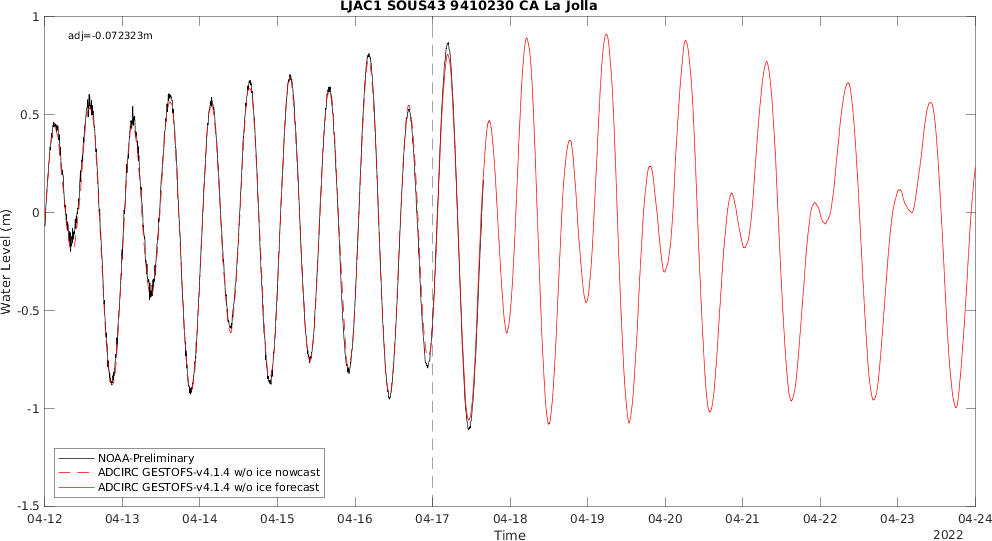 LJAC1 SOUS43 9410230 CA La Jolla
adj=-0.072323m
1
0.5
0
-0.5
-1
-1.5
Water Level (m)
NOAA-Preliminary
ADCIRC GESTOFS-v4.1.4 w/o ice nowcast
ADCIRC GESTOFS-v4.1.4 w/o ice forecast
04-12 04-13 04-14 04-15 04-16 04-17 04-18 04-19 04-20 04-21 04-22 04-23 04-24
Time
2022